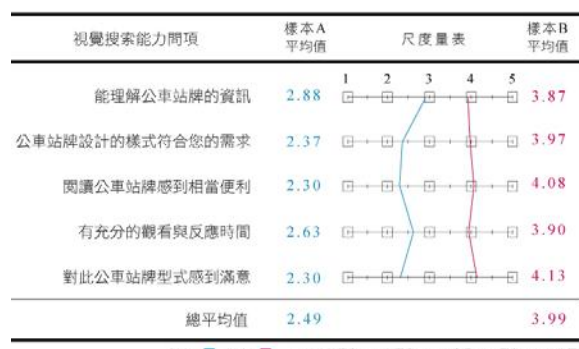 視覺搜索能力問項 樣本A 平均值 尺度量表 樣本B 平均值
1 2 3 4 5
能理解公車站牌的資訊 2.88 3.87
公車站牌設計的樣式符合您的需求 2.37 3.97
閱讀公車站牌感到相當便利 2.30 4.08
有充分的觀看與反應時間 2.63 3.90
對此公車站牌型式感到滿意 2.30 4.13
總平均值 2.49 3.99